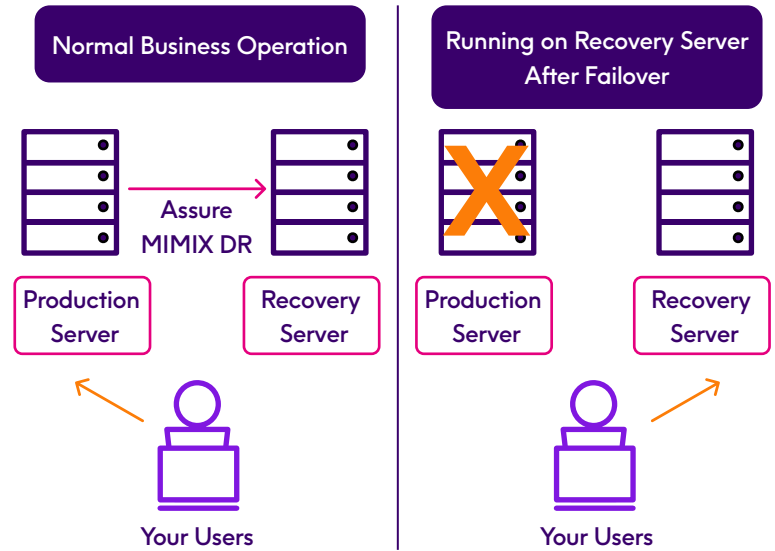 Normal Business Operation
Assure
MIMIX DR
Production
Server
Recovery
Server
Your Users
Running on Recovery Server
After Failover
Production
Server
Recovery
Server
Your Users